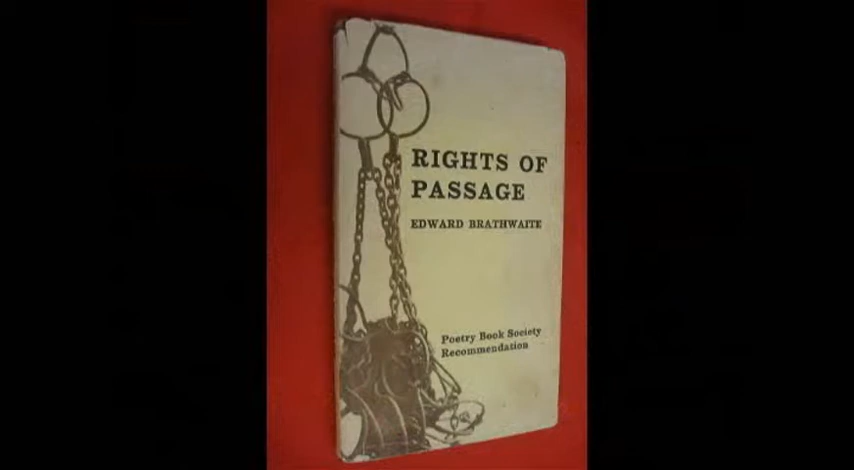 RIGHTS OF
PASSAGE
EDWARD BRATHWAITE
Poetry Book Society
Recommendation